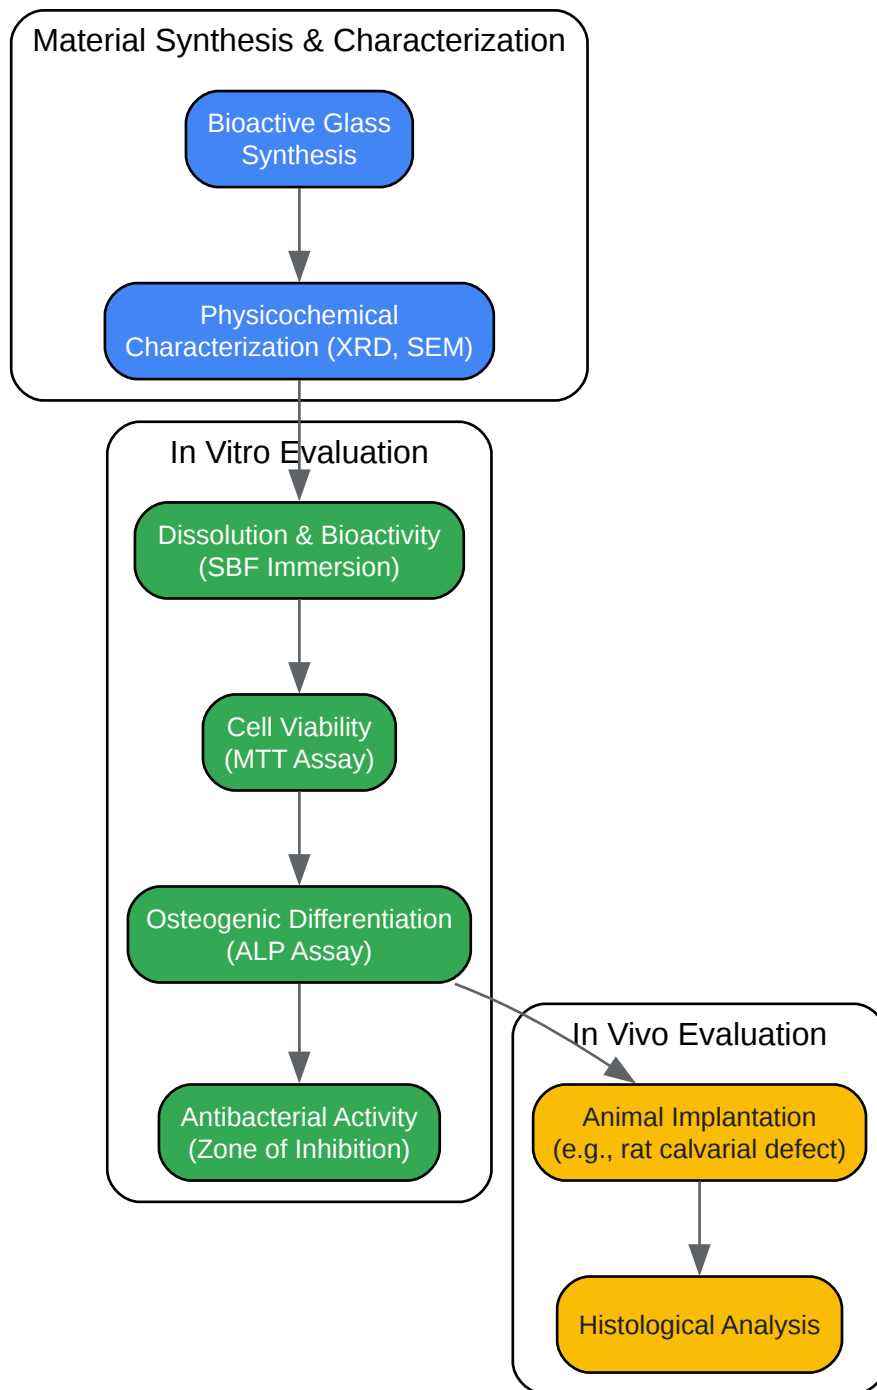 Material Synthesis & Characterization
Bioactive Glass
Synthesis
Physicochemical
Characterization (XRD, SEM)
In Vitro Evaluation
Dissolution & Bioactivity
(SBF Immersion)
Cell Viability
(MTT Assay)
Osteogenic Differentiation
(ALP Assay)
Antibacterial Activity
(Zone of Inhibition)
In Vivo Evaluation
Animal Implantation
(e.g., rat calvarial defect)
Histological Analysis